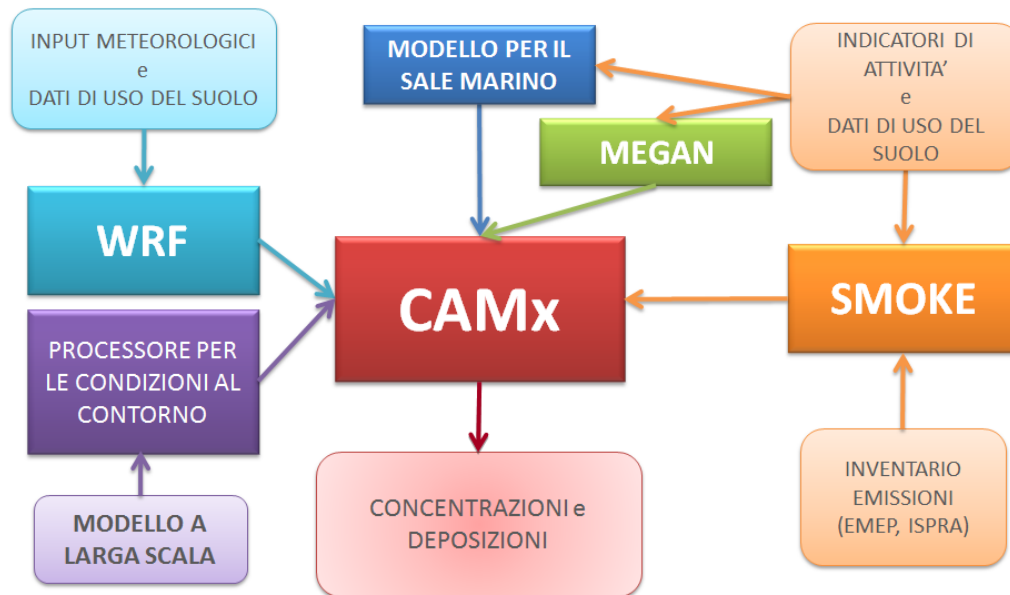 INPUT METEOROLOGICI
e
DATI DI USO DEL SUOLO
MODELLO PER IL
SALE MARINO
INDICATORI DI
ATTIVITA’
e
DATI DI USO DEL
SUOLO
MEGAN
WRF
CAMx
SMOKE
PROCESSORE PER
LE CONDIZIONI AL
CONTORNO
MODELLO A
LARGA SCALA
CONCENTRAZIONI e
DEPOSIZIONI
INVENTARIO
EMISSIONI
(EMEP, ISPRA)